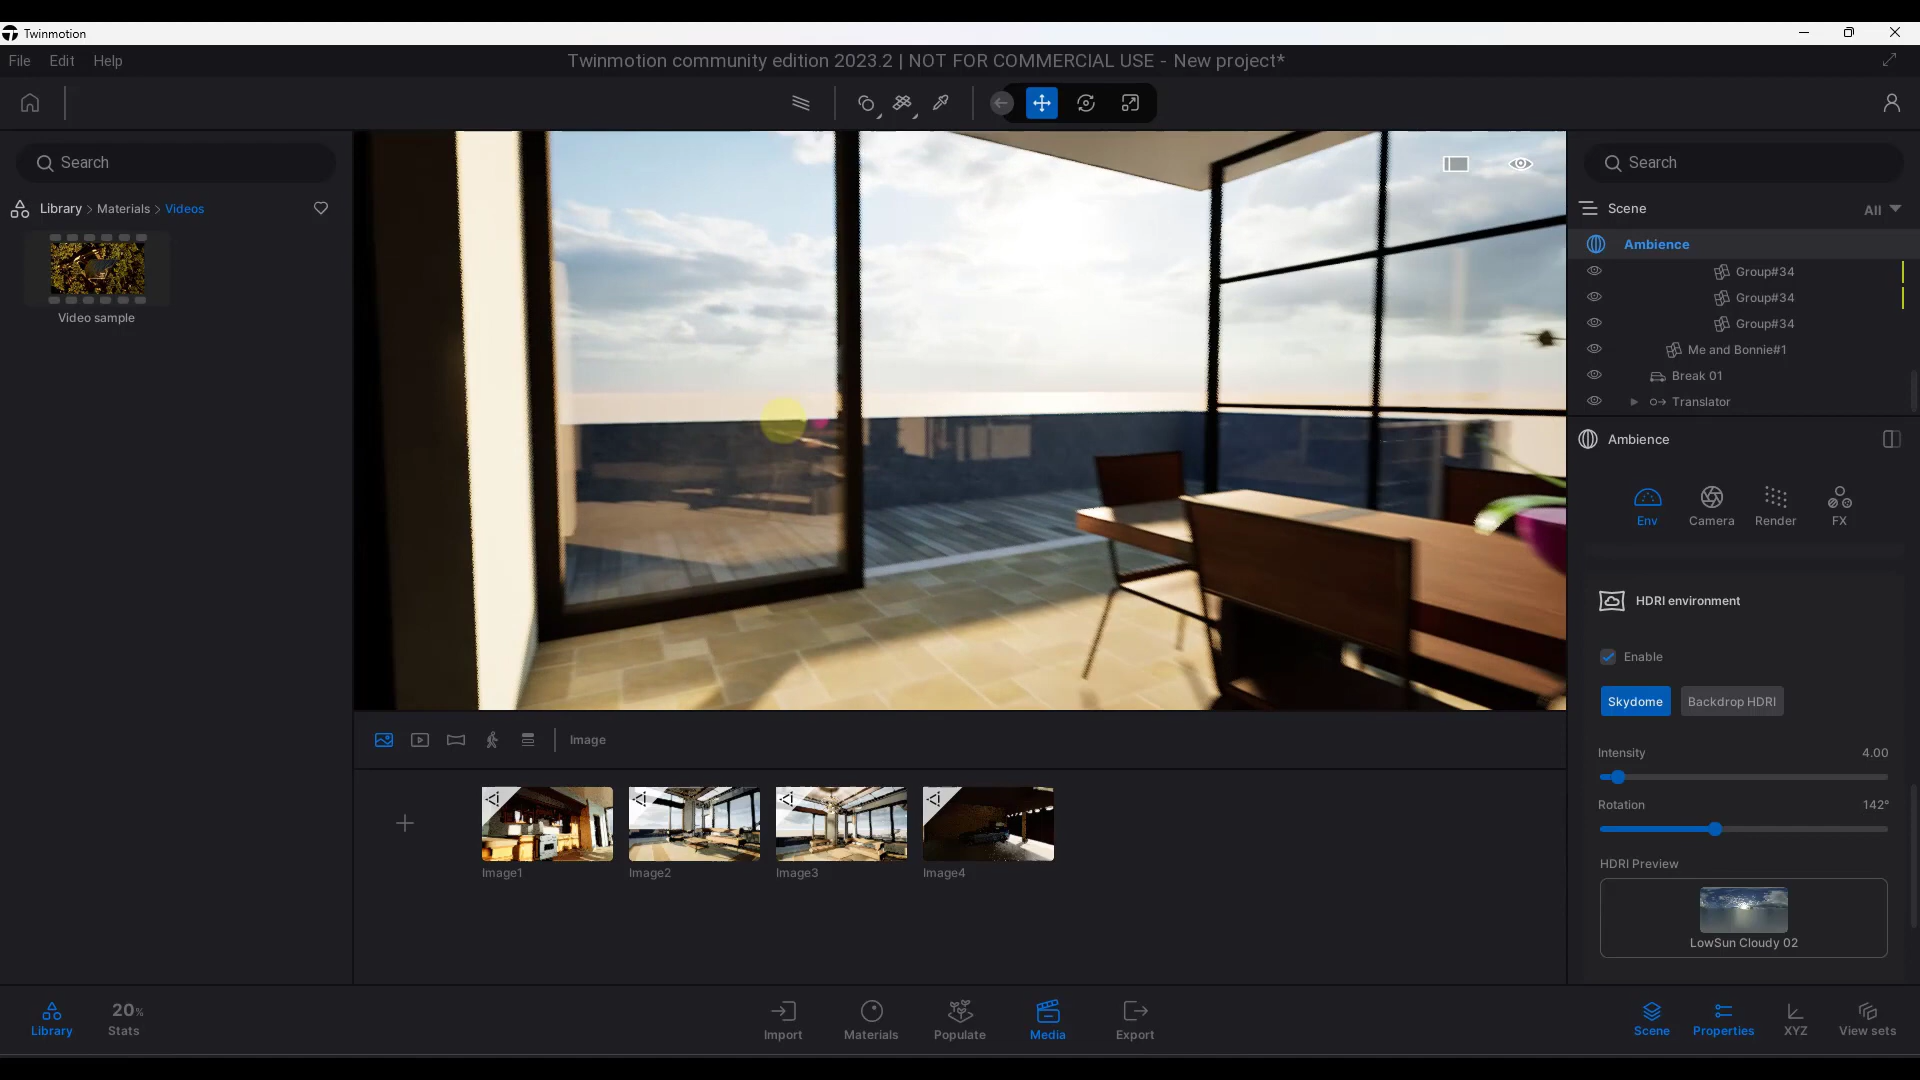 Twinmotion
File Edit Help
Twinmotion community edition 2023.2 | NOT FOR COMMERCIAL USE - New project*
Search
Library > Materials > Videos
Video sample
Search
Scene
All
Ambience
Group#34
Group#34
Group#34
Me and Bonnie#1
Break 01
Translator
Ambience
Env
Camera
Render
FX
HDRI environment
Enable
Skydome
Backdrop HDRI
Intensity 4.00
Rotation 142°
HDRI Preview
LowSun Cloudy 02
Image
Image1
Image2
Image3
Image4
Library
20%
Stats
Import
Materials
Populate
Media
Export
Scene
Properties
XYZ
View sets